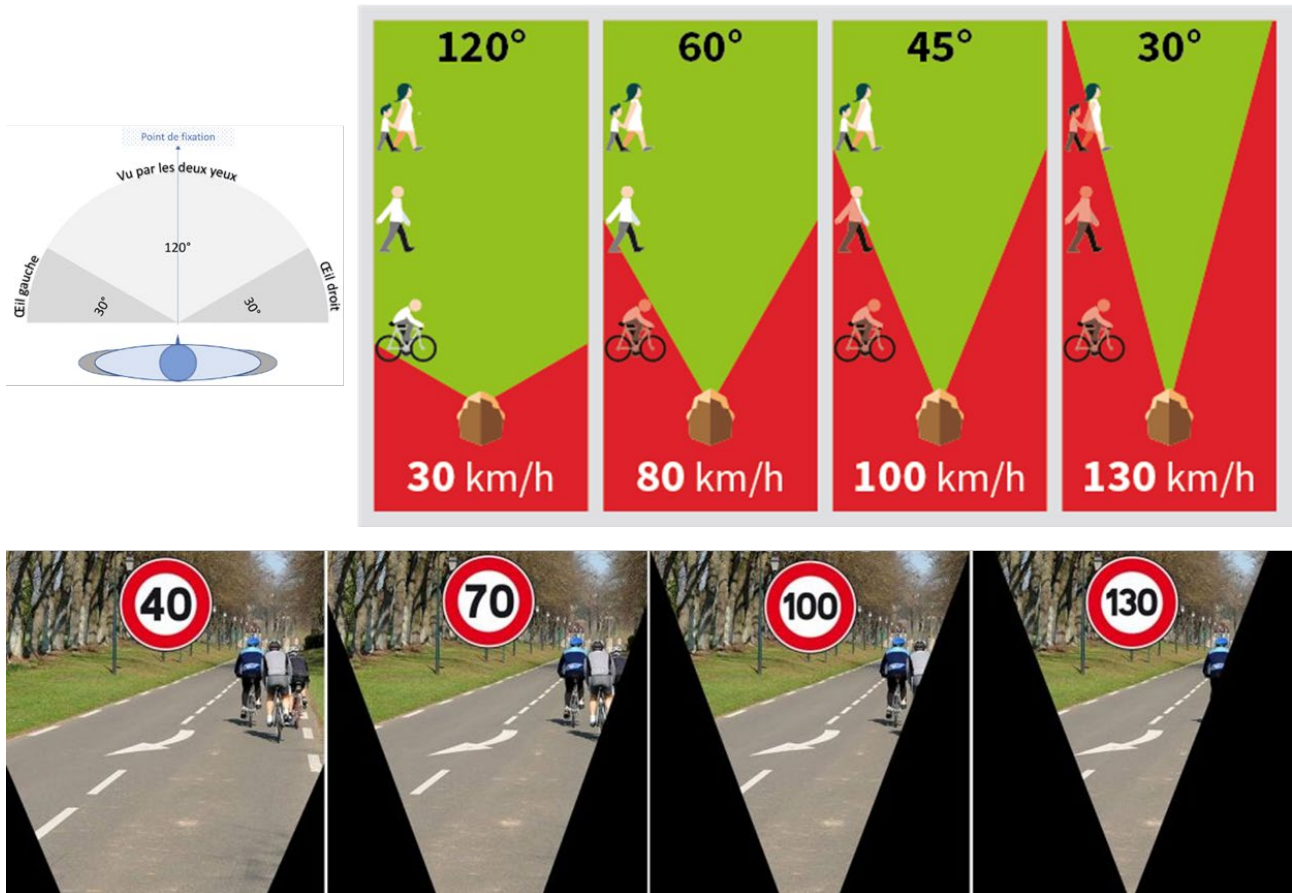 Point de fixation
Vu par les deux yeux
120°
Œil gauche
30°
30°
Œil droit
120°
60°
45°
30°
30 km/h
80 km/h
100 km/h
130 km/h
40
70
100
130